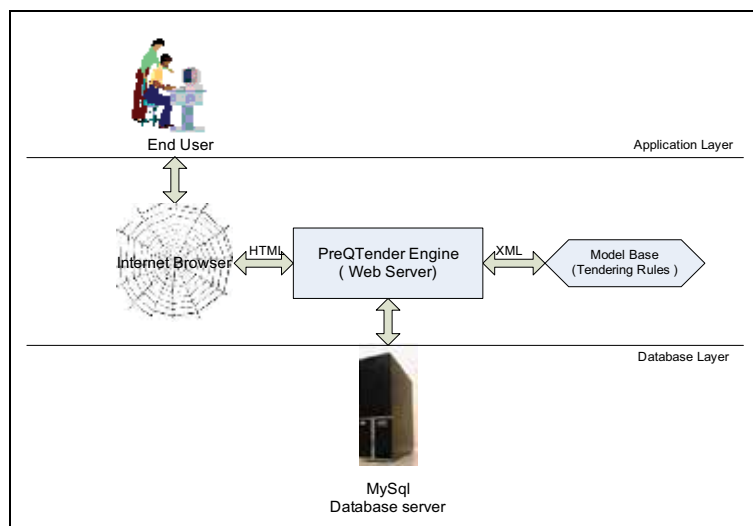 End User
Application Layer
Internet Browser
HTML
PreQTender Engine
( Web Server)
XML
Model Base
(Tendering Rules )
Database Layer
MySql
Database server